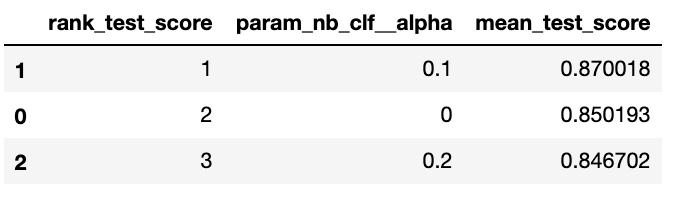 rank_test_score param_nb_clf__alpha mean_test_score
1 1 0.1 0.870018
0 2 0 0.850193
2 3 0.2 0.846702